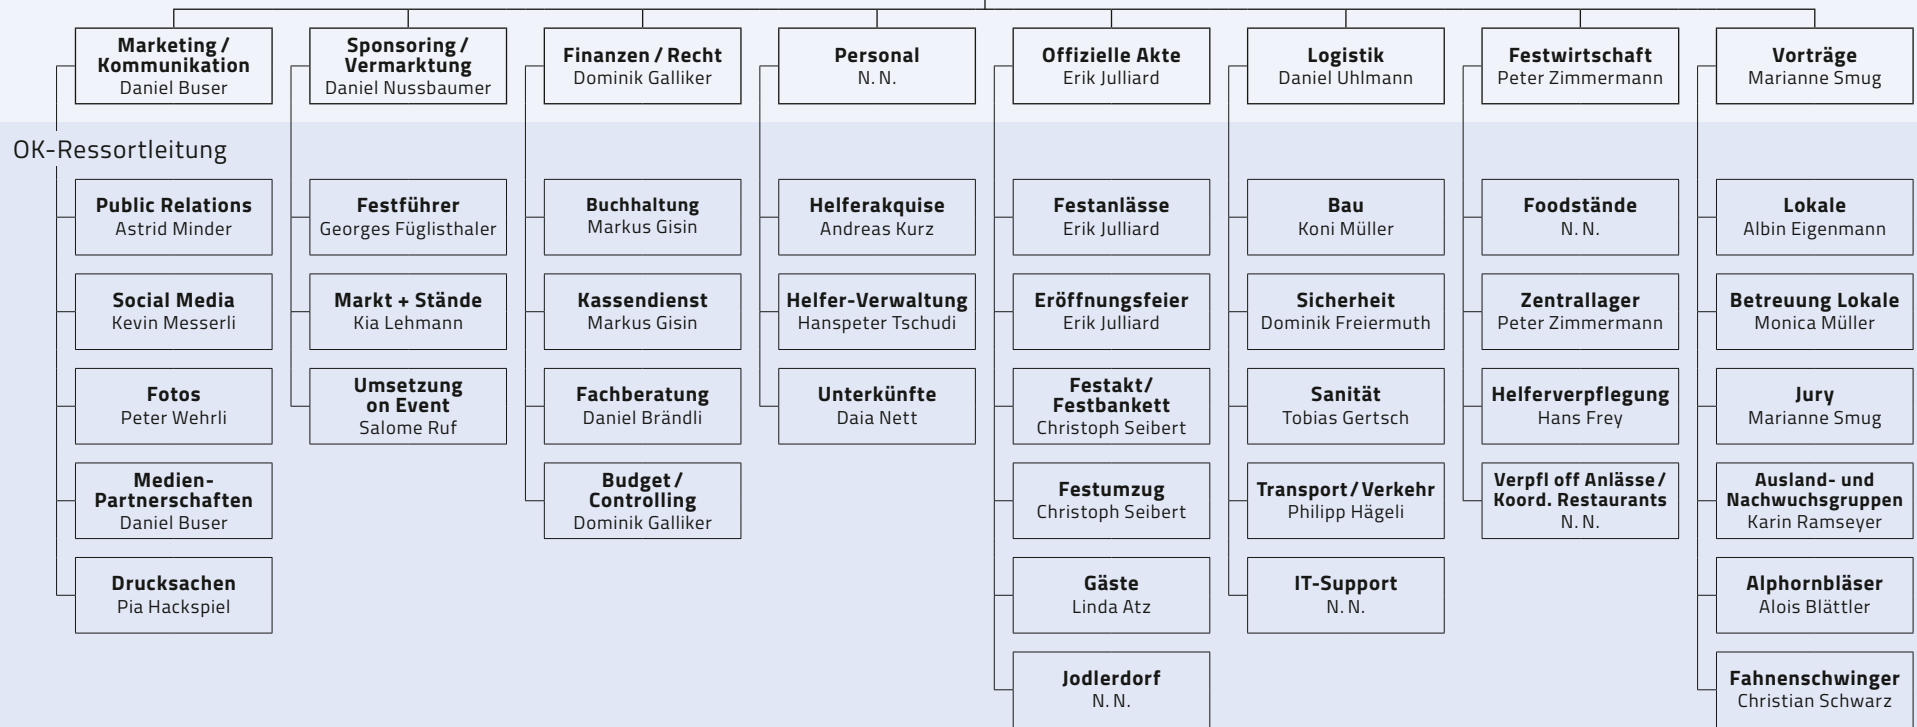 Marketing /
Kommunikation
Daniel Buser
Sponsoring /
Vermarktung
Daniel Nussbaumer
Finanzen / Recht
Dominik Galliker
Personal
N. N.
Offizielle Akte
Erik Julliard
Logistik
Daniel Uhlmann
Festwirtschaft
Peter Zimmermann
Vorträge
Marianne Smug
OK-Ressortleitung
Public Relations
Astrid Minder
Festführer
Georges Füglisthaler
Buchhaltung
Markus Gisin
Helferakquise
Andreas Kurz
Festanlässe
Erik Julliard
Bau
Koni Müller
Foodstände
N. N.
Lokale
Albin Eigenmann
Social Media
Kevin Messerli
Markt + Stände
Kia Lehmann
Kassendienst
Markus Gisin
Helfer-Verwaltung
Hanspeter Tschudi
Eröffnungsfeier
Erik Julliard
Sicherheit
Dominik Freiermuth
Zentrallager
Peter Zimmermann
Betreuung Lokale
Monica Müller
Fotos
Peter Wehrli
Umsetzung
on Event
Salome Ruf
Fachberatung
Daniel Brändli
Unterkünfte
Daia Nett
Festakt/
Festbankett
Christoph Seibert
Sanität
Tobias Gertsch
Helferverpflegung
Hans Frey
Jury
Marianne Smug
Medien-
Partnerschaften
Daniel Buser
Budget /
Controlling
Dominik Galliker
Festumzug
Christoph Seibert
Transport / Verkehr
Philipp Hägeli
Verpfl off Anlässe /
Koord. Restaurants
N. N.
Ausland- und
Nachwuchsgruppen
Karin Ramseyer
Drucksachen
Pia Hackspiel
Gäste
Linda Atz
IT-Support
N. N.
Alphornbläser
Alois Blättler
Jodlerdorf
N. N.
Fahnenschwinger
Christian Schwarz